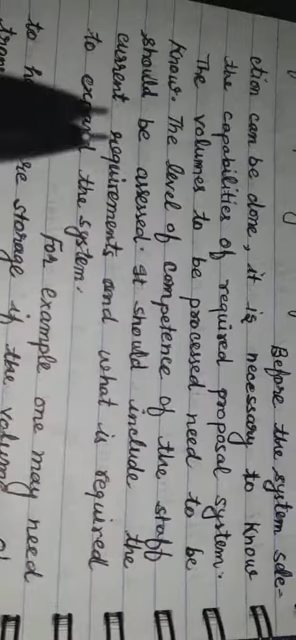 Before the system sele-
ction can be done, it is necessary to know
the capabilities of required proposal system.
The volumes to be processed need to be
know. The level of competence of the staff
should be assessed. It should include the
current requirements and what is required
to the system.
For example one may need
to storage if the volume